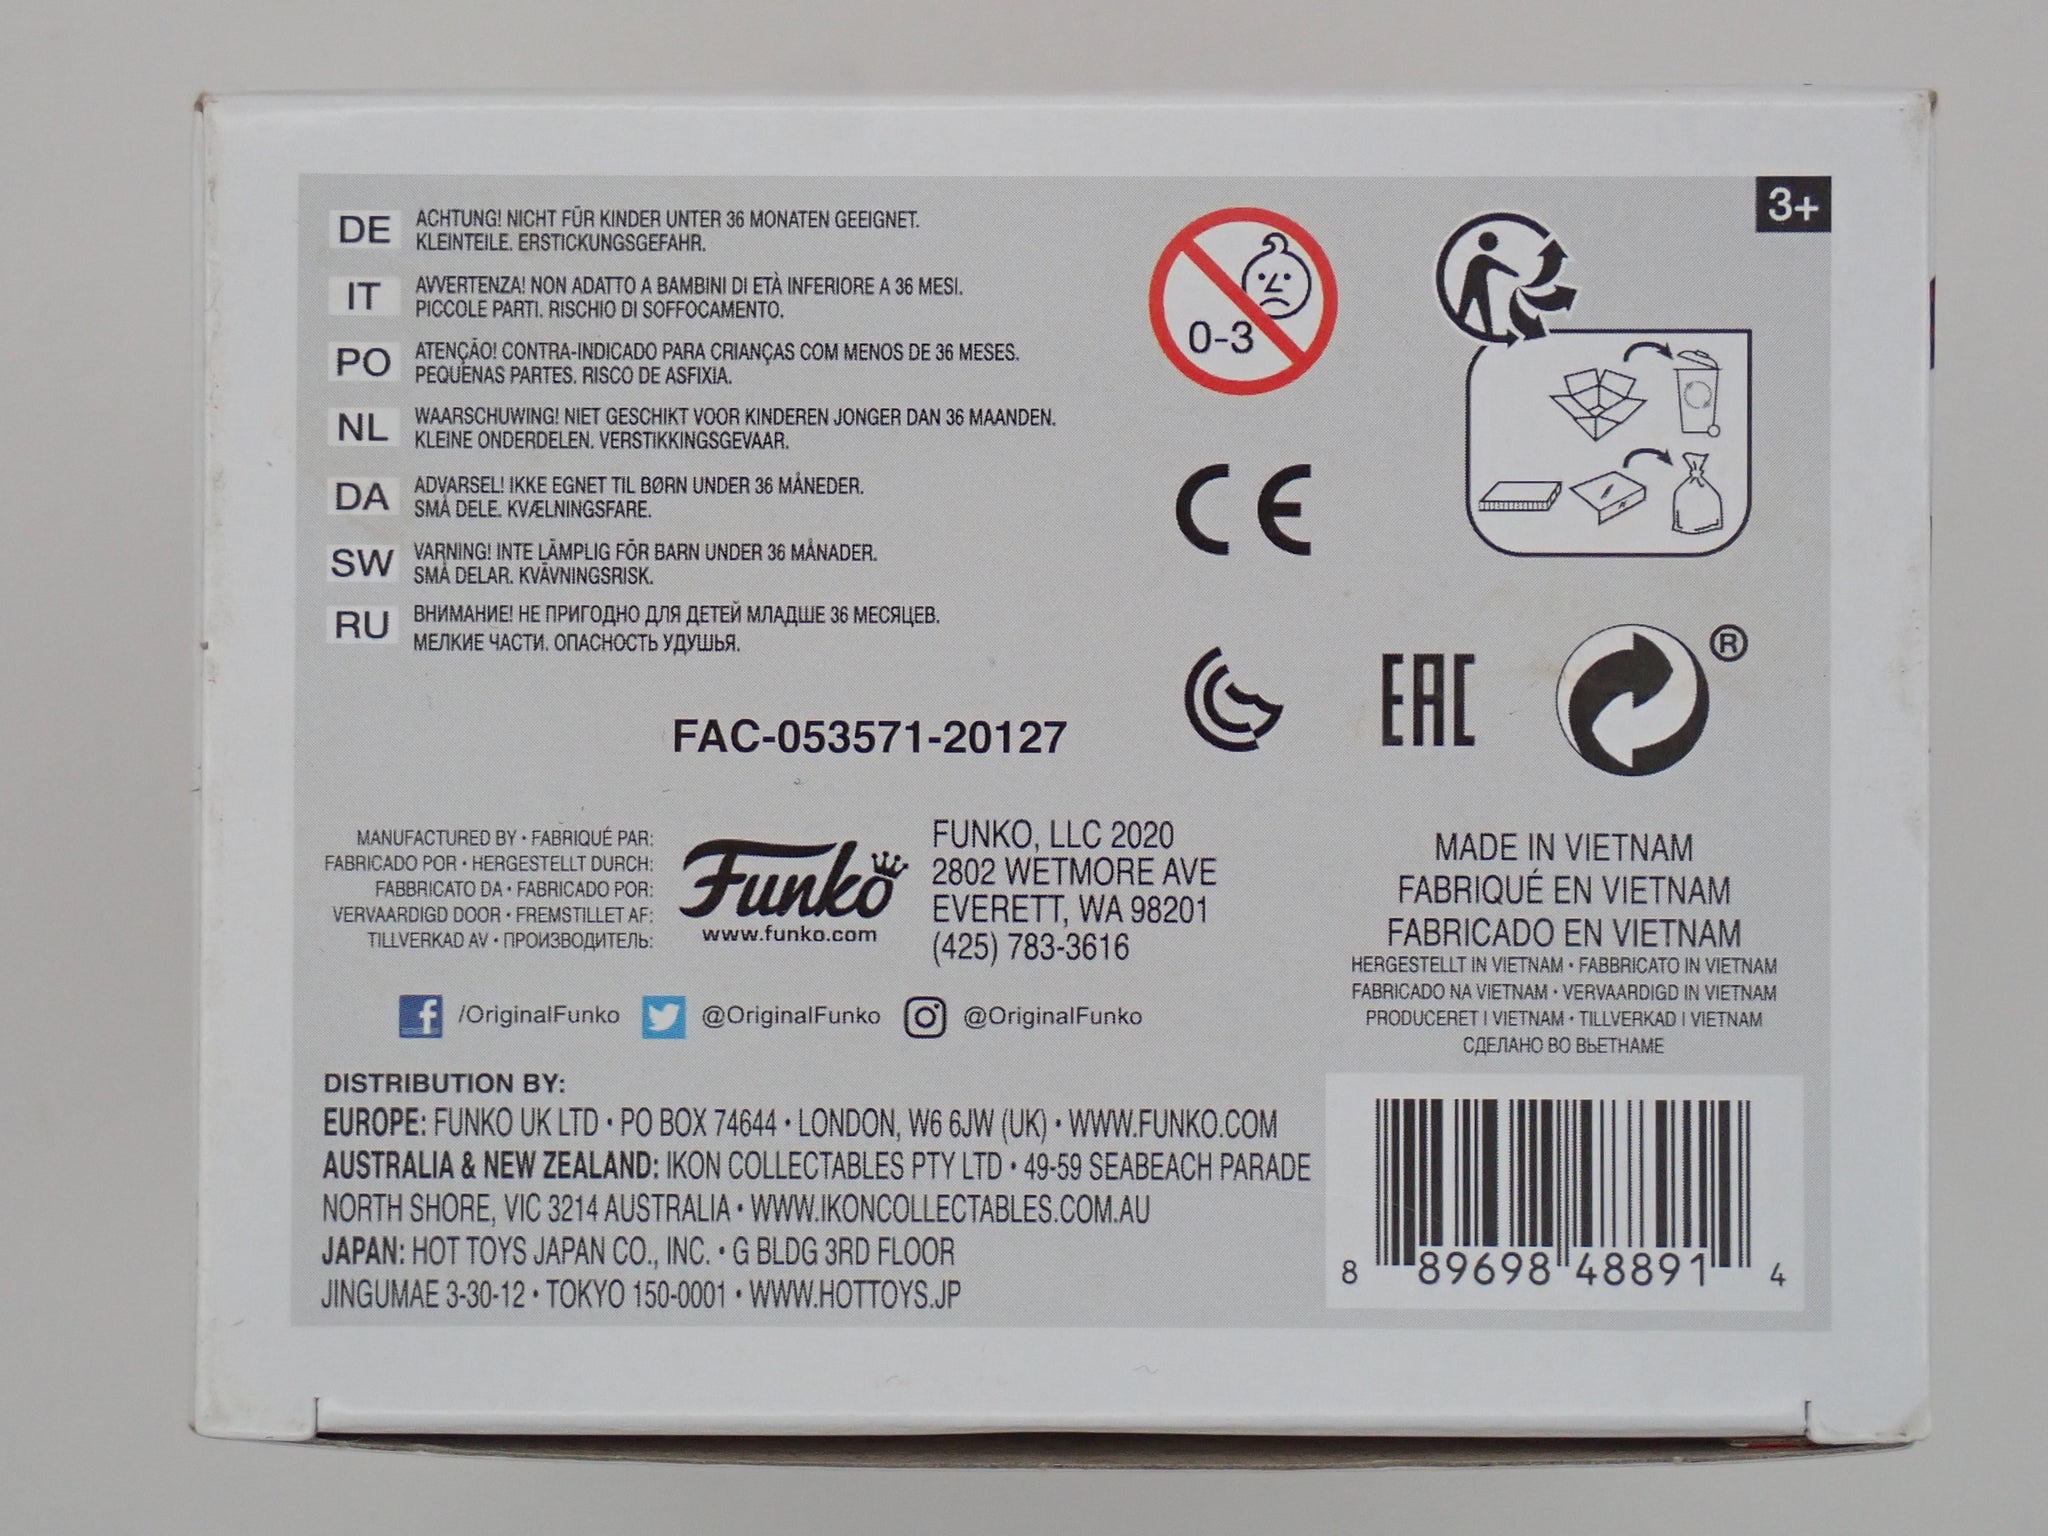 3+
DE
ACHTUNG! NICHT FÜR KINDER UNTER 36 MONATEN GEEIGNET.
KLEINTEILE. ERSTICKUNGSGEFAHR.
IT
AVVERTENZA! NON ADATTO A BAMBINI DI ETÀ INFERIORE A 36 MESI.
PICCOLE PARTI. RISCHIO DI SOFFOCAMENTO.
PO
ATENÇÃO! CONTRA-INDICADO PARA CRIANÇAS COM MENOS DE 36 MESES.
PEQUENAS PARTES. RISCO DE ASFIXIA.
NL
WAARSCHUWING! NIET GESCHIKT VOOR KINDEREN JONGER DAN 36 MAANDEN.
KLEINE ONDERDELEN. VERSTIKKINGSGEVAAR.
DA
ADVARSEL! IKKE EGNET TIL BØRN UNDER 36 MÅNEDER.
SMÅ DELE. KVÆLNINGSFARE.
SW
VARNING! INTE LÄMPLIG FÖR BARN UNDER 36 MÅNADER.
SMÅ DELAR. KVÄVNINGSRISK.
RU
ВНИМАНИЕ! НЕ ПРИГОДНО ДЛЯ ДЕТЕЙ МЛАДШЕ 36 МЕСЯЦЕВ.
МЕЛКИЕ ЧАСТИ. ОПАСНОСТЬ УДУШЬЯ.
0-3
CE
EAC
®
FAC-053571-20127
MANUFACTURED BY • FABRIQUÉ PAR:
FABRICADO POR • HERGESTELLT DURCH:
FABBRICATO DA • FABRICADO POR:
VERVAARDIGD DOOR • FREMSTILLET AF:
TILLVERKAD AV • ПРОИЗВОДИТЕЛЬ:
Funko
www.funko.com
FUNKO, LLC 2020
2802 WETMORE AVE
EVERETT, WA 98201
(425) 783-3616
/OriginalFunko @OriginalFunko @OriginalFunko
MADE IN VIETNAM
FABRIQUÉ EN VIETNAM
FABRICADO EN VIETNAM
HERGESTELLT IN VIETNAM • FABBRICATO IN VIETNAM
FABRICADO NA VIETNAM • VERVAARDIGD IN VIETNAM
PRODUCERET I VIETNAM • TILLVERKAD I VIETNAM
СДЕЛАНО ВО ВЬЕТНАМЕ
DISTRIBUTION BY:
EUROPE: FUNKO UK LTD • PO BOX 74644 • LONDON, W6 6JW (UK) • WWW.FUNKO.COM
AUSTRALIA & NEW ZEALAND: IKON COLLECTABLES PTY LTD • 49-59 SEABEACH PARADE
NORTH SHORE, VIC 3214 AUSTRALIA • WWW.IKONCOLLECTABLES.COM.AU
JAPAN: HOT TOYS JAPAN CO., INC. • G BLDG 3RD FLOOR
JINGUMAE 3-30-12 • TOKYO 150-0001 • WWW.HOTTOYS.JP
8 89698 48891 4